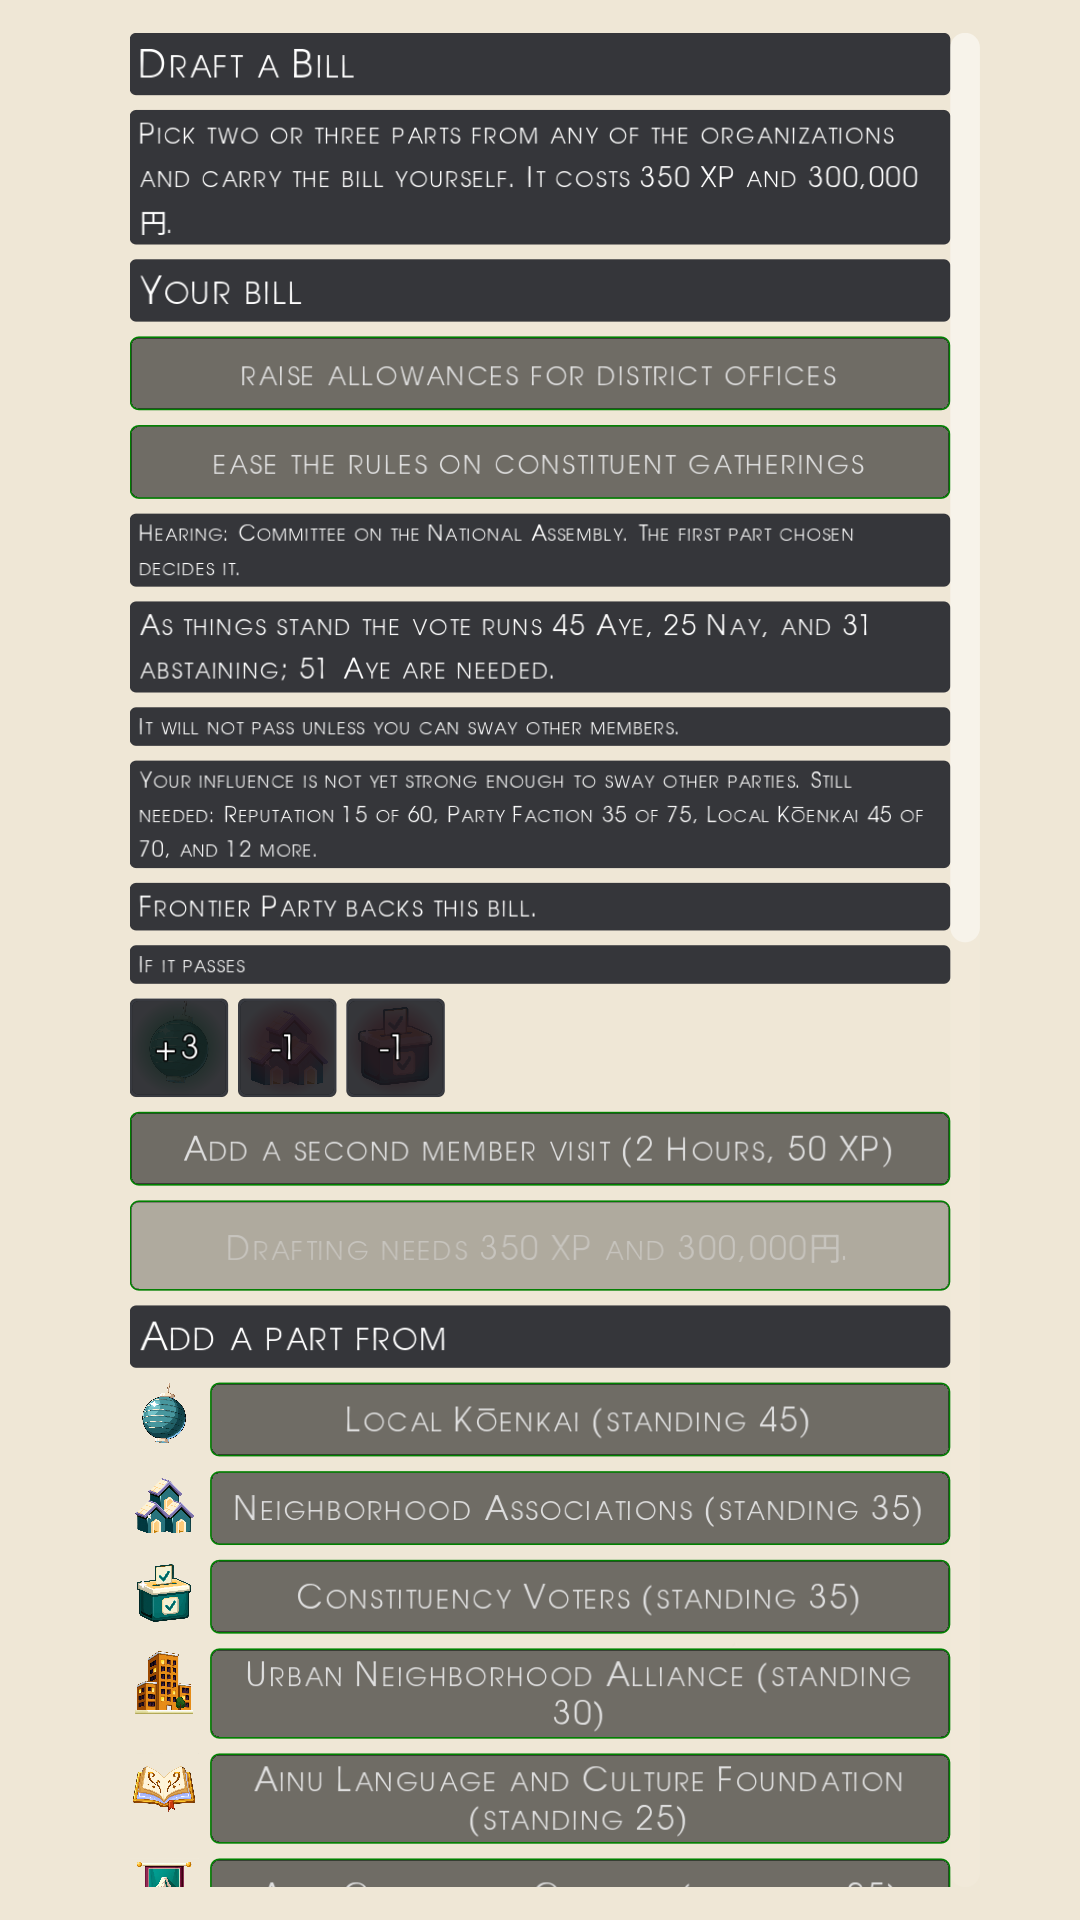 Draft a Bill
Pick two or three parts from any of the organizations
and carry the bill yourself. It costs 350 XP and 300,000
円.
Your bill
raise allowances for district offices
ease the rules on constituent gatherings
Hearing: Committee on the National Assembly. The first part chosen
decides it.
As things stand the vote runs 45 Aye, 25 Nay, and 31
abstaining; 51 Aye are needed.
It will not pass unless you can sway other members.
Your influence is not yet strong enough to sway other parties. Still
needed: Reputation 15 of 60, Party Faction 35 of 75, Local Kōenkai 45 of
70, and 12 more.
Frontier Party backs this bill.
If it passes
+3 -1 -1
Add a second member visit (2 Hours, 50 XP)
Drafting needs 350 XP and 300,000円.
Add a part from
Local Kōenkai (standing 45)
Neighborhood Associations (standing 35)
Constituency Voters (standing 35)
Urban Neighborhood Alliance (standing
30)
Ainu Language and Culture Foundation
(standing 25)